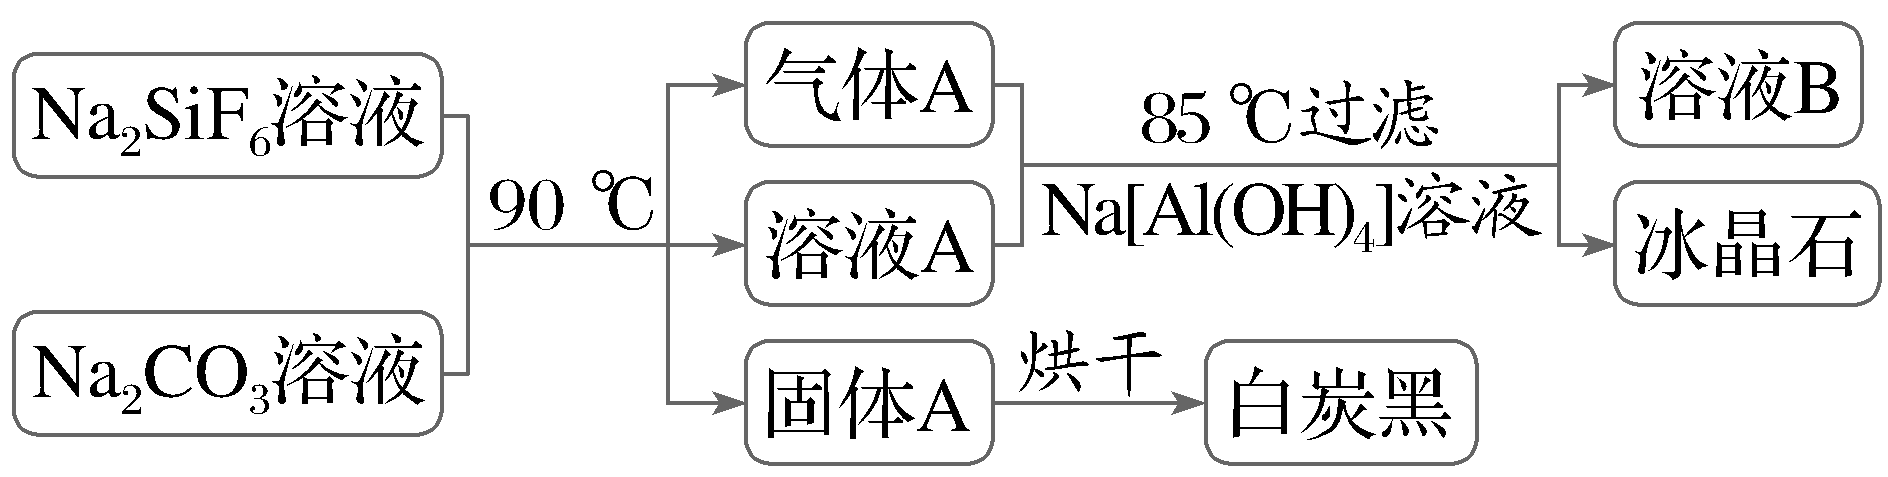 Na₂SiF₆溶液
Na₂CO₃溶液
90 ℃
气体A
溶液A
固体A
85 ℃过滤
Na[Al(OH)₄]溶液
烘干
白炭黑
溶液B
冰晶石